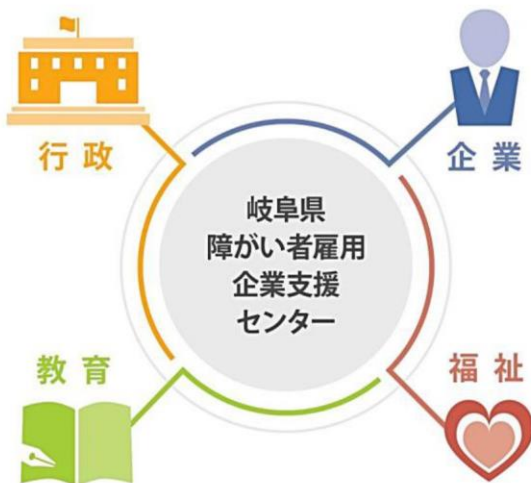 行政
企業
岐阜県
障がい者雇用
企業支援
センター
教育
福祉